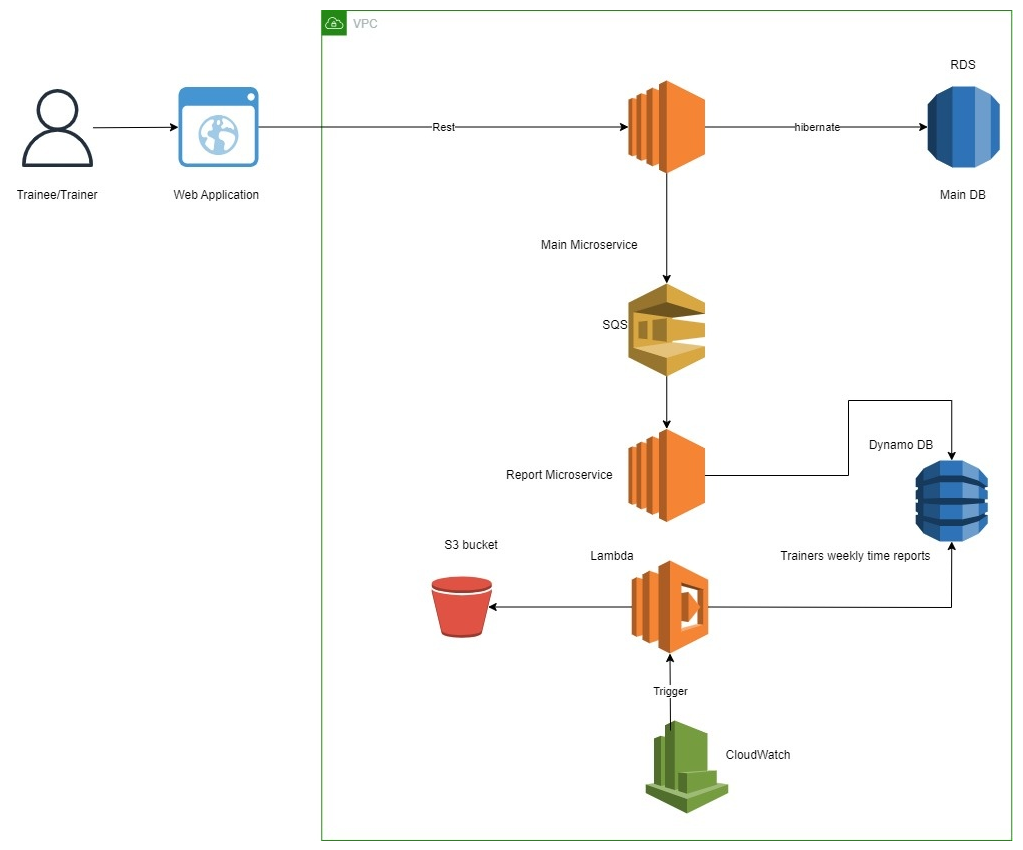 VPC
RDS
Rest
hibernate
Trainee/Trainer
Web Application
Main DB
Main Microservice
SQS
Dynamo DB
Report Microservice
S3 bucket
Lambda
Trainers weekly time reports
Trigger
CloudWatch